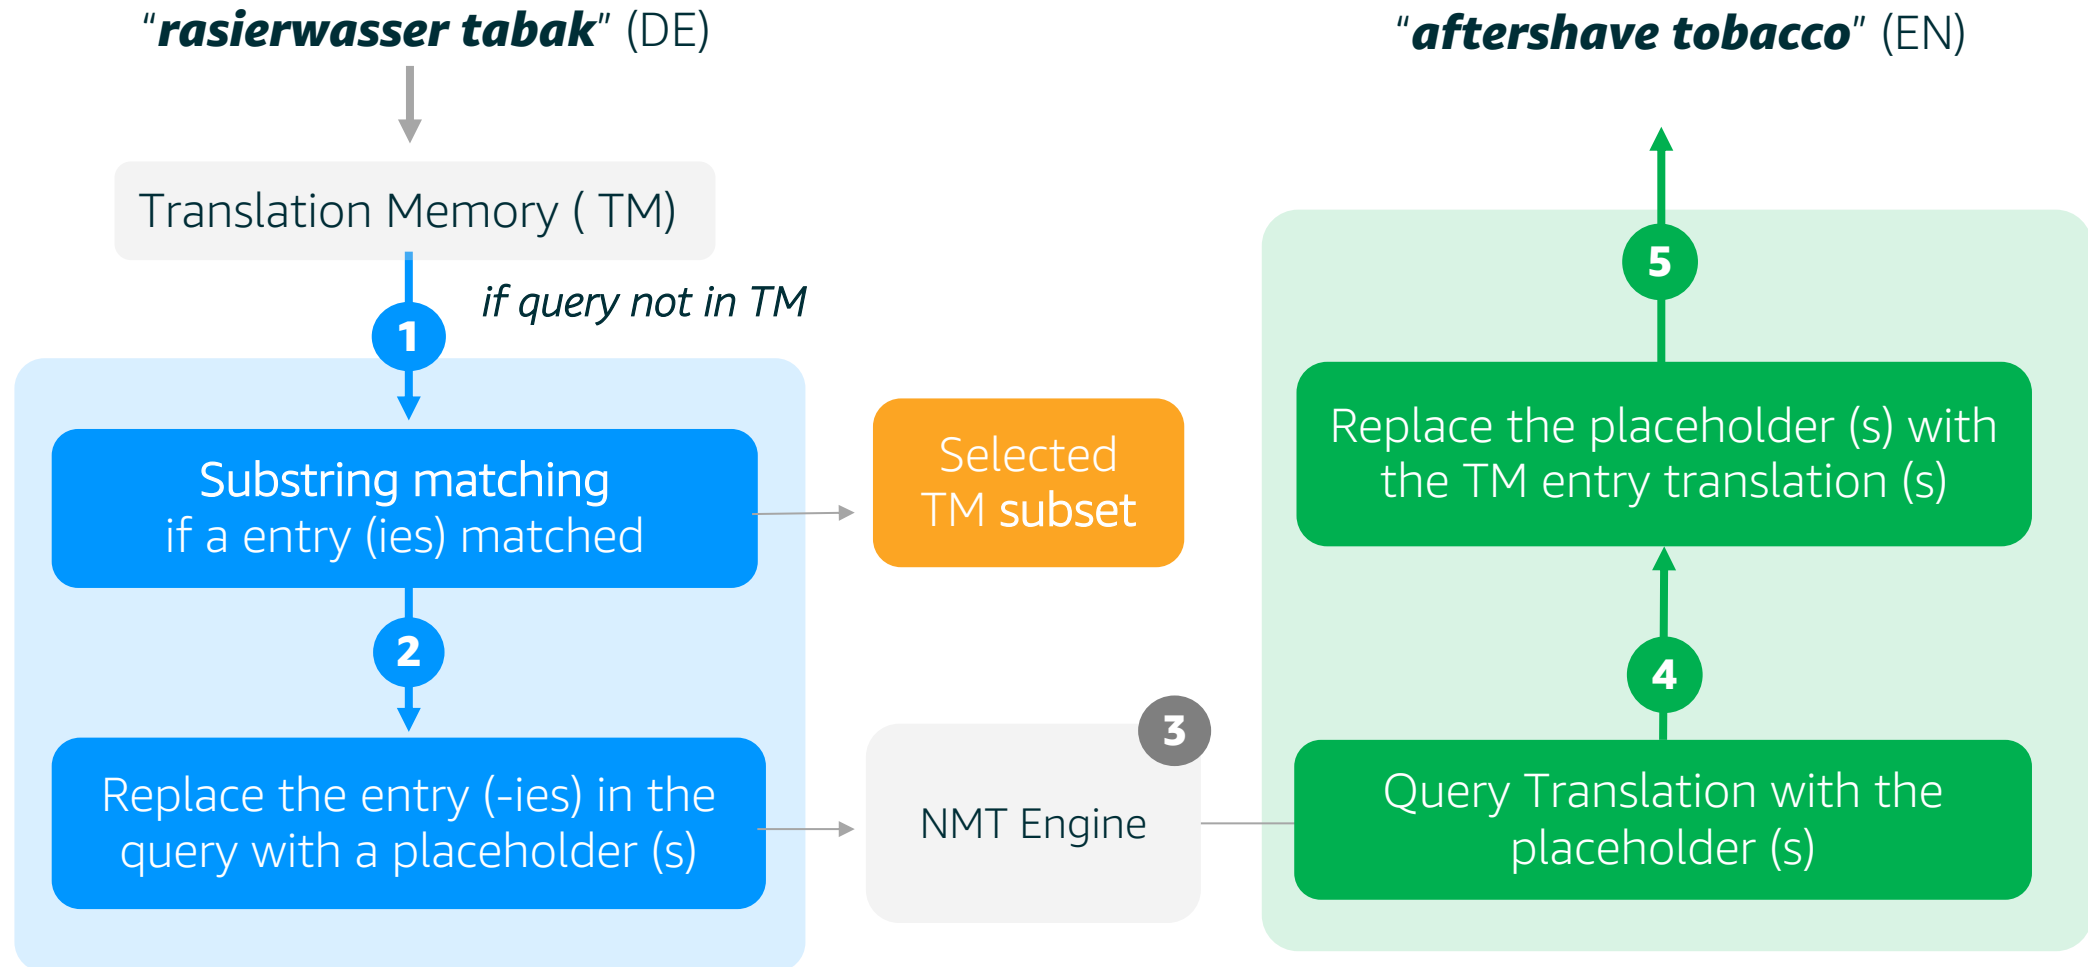 “rasierwasser tabak” (DE)
Translation Memory ( TM)
if query not in TM
1
Substring matching
if a entry (ies) matched
2
Replace the entry (-ies) in the
query with a placeholder (s)
Selected
TM subset
3
NMT Engine
“aftershave tobacco” (EN)
5
Replace the placeholder (s) with
the TM entry translation (s)
4
Query Translation with the
placeholder (s)